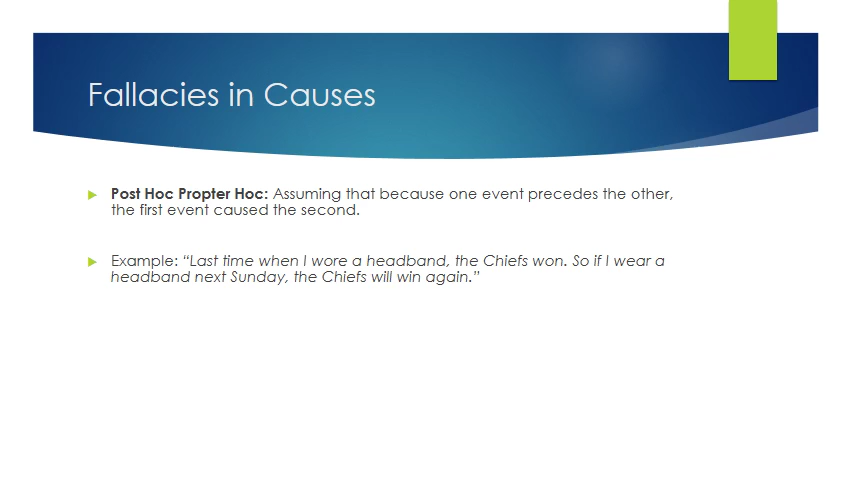 Fallacies in Causes
Post Hoc Propter Hoc: Assuming that because one event precedes the other,
the first event caused the second.
Example: “Last time when I wore a headband, the Chiefs won. So if I wear a
headband next Sunday, the Chiefs will win again.”